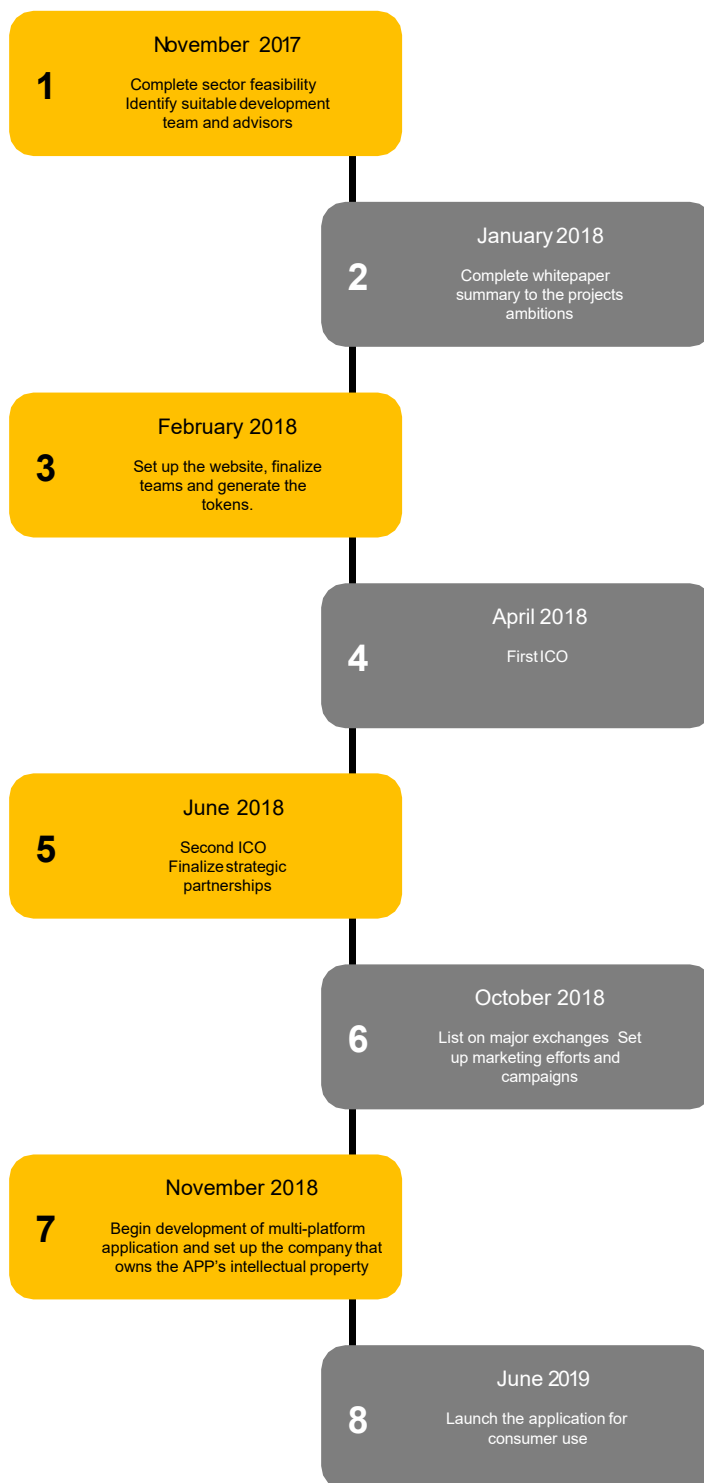 November 2017
1
Complete sector feasibility
Identify suitable development
team and advisors
January 2018
2
Complete whitepaper
summary to the projects
ambitions
February 2018
3
Set up the website, finalize
teams and generate the
tokens.
April 2018
4
First ICO
June 2018
5
Second ICO
Finalize strategic
partnerships
October 2018
6
List on major exchanges Set
up marketing efforts and
campaigns
November 2018
7
Begin development of multi-platform
application and set up the company that
owns the APP’s intellectual property
June 2019
8
Launch the application for
consumer use